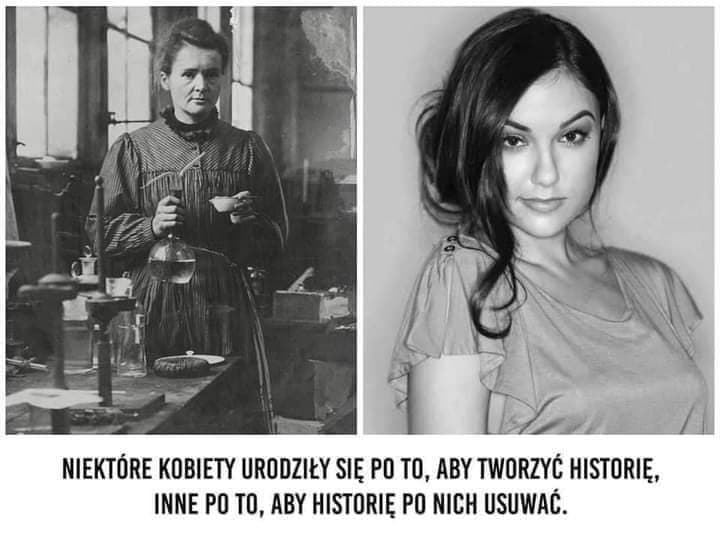 NIEKTÓRE KOBIETY URODZIŁY SIĘ PO TO, ABY TWORZYĆ HISTORIĘ,
INNE PO TO, ABY HISTORIĘ PO NICH USUWAĆ.